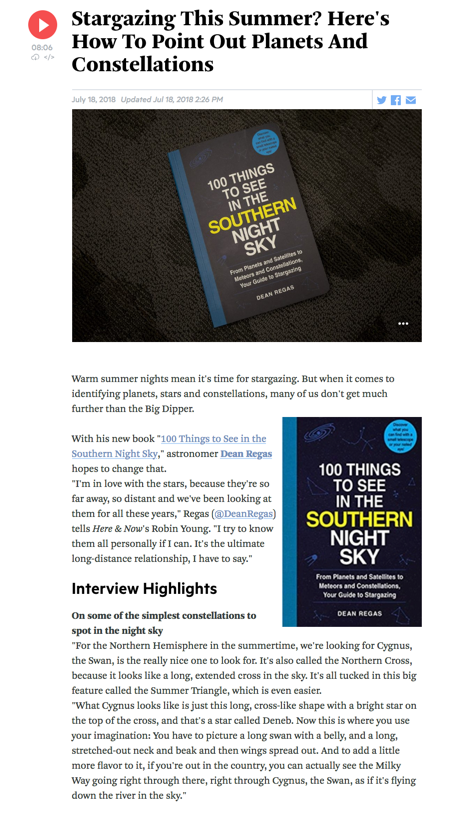 Stargazing This Summer? Here's
How To Point Out Planets And
Constellations
08:06
</>
July 18, 2018 Updated Jul 18, 2018 2:26 PM
100 THINGS
TO SEE
IN THE
SOUTHERN
NIGHT
SKY
From Planets and Satellites to
Meteors and Constellations,
Your Guide to Stargazing
DEAN REGAS
Warm summer nights mean it's time for stargazing. But when it comes to
identifying planets, stars and constellations, many of us don't get much
further than the Big Dipper.
With his new book "100 Things to See in the
Southern Night Sky," astronomer Dean Regas
hopes to change that.
"I'm in love with the stars, because they're so
far away, so distant and we've been looking at
them for all these years," Regas (@DeanRegas)
tells Here & Now's Robin Young. "I try to know
them all personally if I can. It's the ultimate
long-distance relationship, I have to say."
Discover
what you
can find with a
small telescope
or your naked
eye!
100 THINGS
TO SEE
IN THE
SOUTHERN
NIGHT
SKY
From Planets and Satellites to
Meteors and Constellations,
Your Guide to Stargazing
DEAN REGAS
Interview Highlights
On some of the simplest constellations to
spot in the night sky
"For the Northern Hemisphere in the summertime, we're looking for Cygnus,
the Swan, is the really nice one to look for. It's also called the Northern Cross,
because it looks like a long, extended cross in the sky. It's all tucked in this big
feature called the Summer Triangle, which is even easier.
"What Cygnus looks like is just this long, cross-like shape with a bright star on
the top of the cross, and that's a star called Deneb. Now this is where you use
your imagination: You have to picture a long swan with a belly, and a long,
stretched-out neck and beak and then wings spread out. And to add a little
more flavor to it, if you're out in the country, you can actually see the Milky
Way going right through there, right through Cygnus, the Swan, as if it's flying
down the river in the sky."